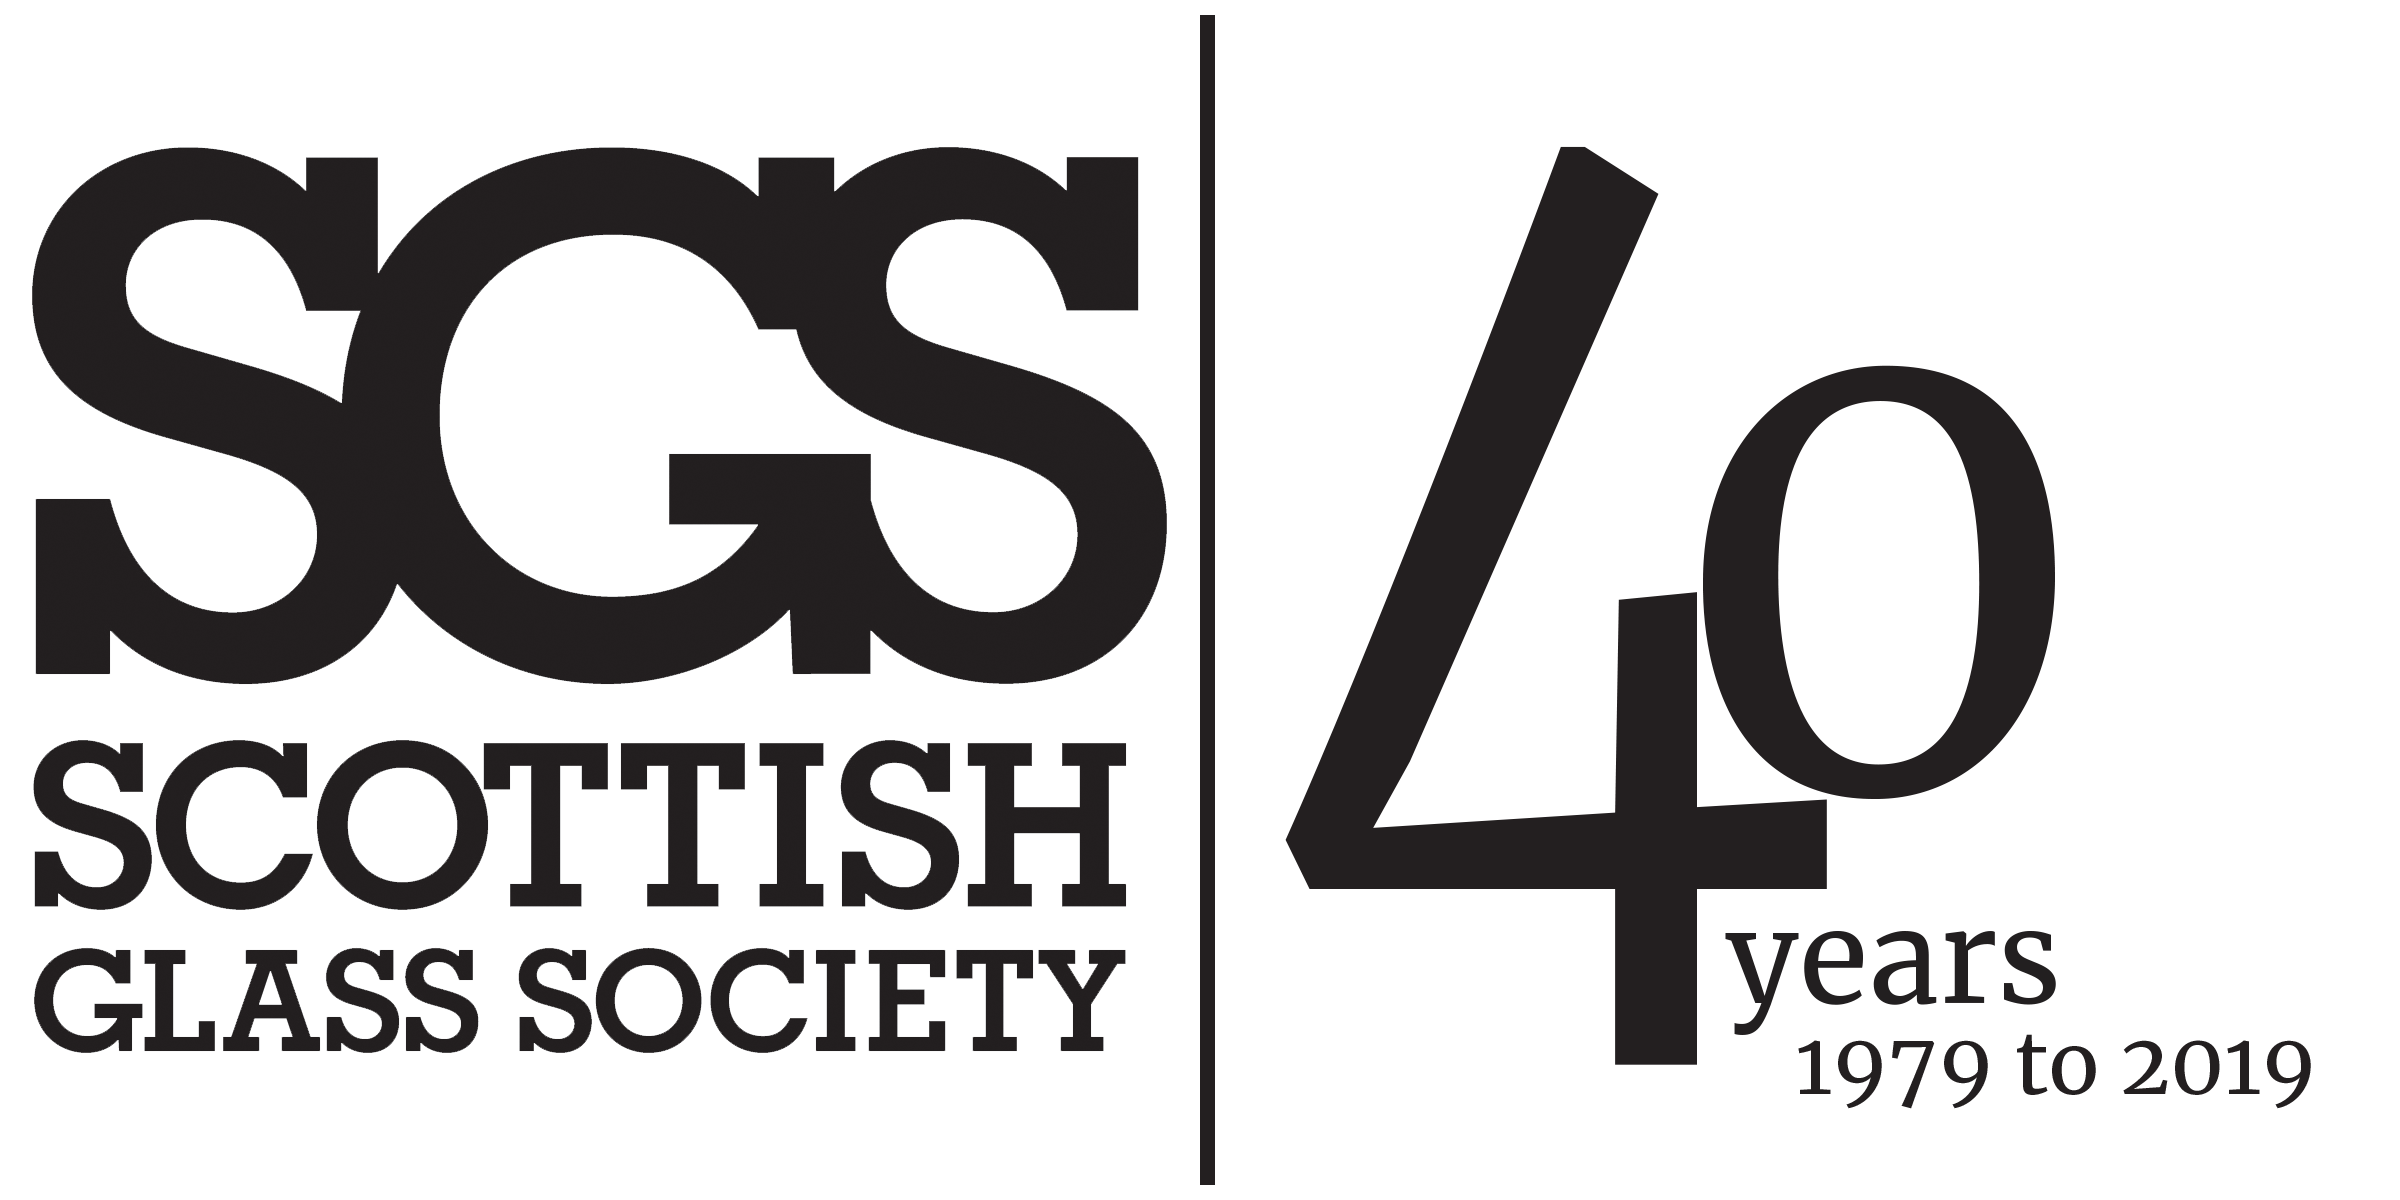 SGS
SCOTTISH
GLASS SOCIETY
40
years
1979 to 2019